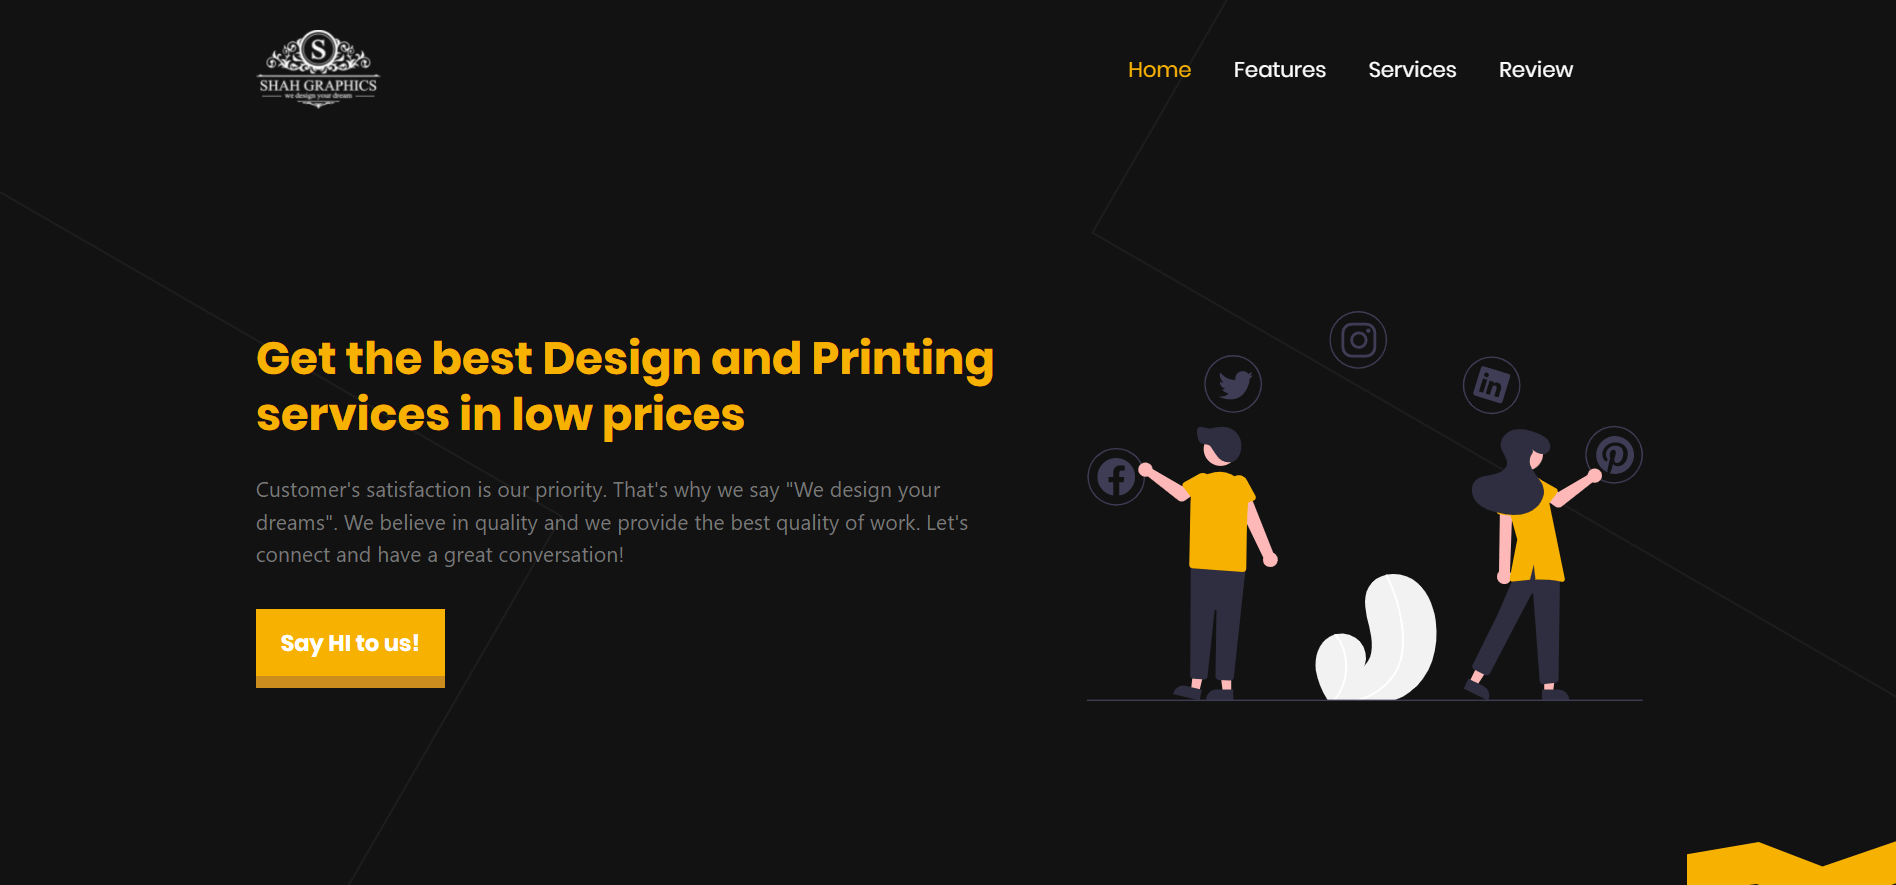 S
SHAH GRAPHICS
we design your dream
Home
Features
Services
Review
Get the best Design and Printing
services in low prices
Customer's satisfaction is our priority. That's why we say "We design your
dreams". We believe in quality and we provide the best quality of work. Let's
connect and have a great conversation!
Say HI to us!
in